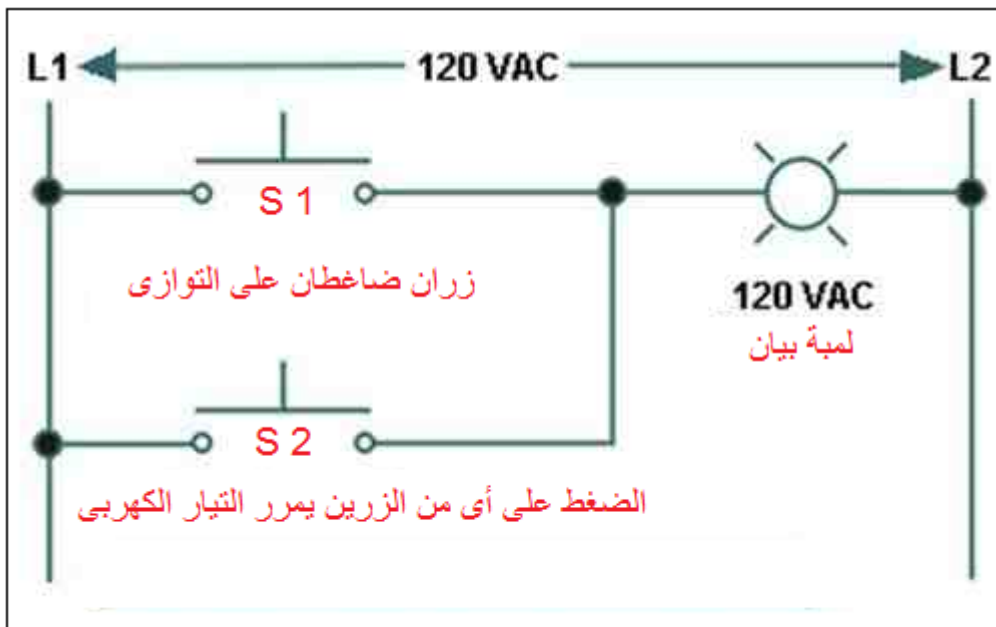 L1 120 VAC L2
S 1
زران ضاغطان على التوازى
120 VAC
لمبة بيان
S 2
الضغط على أى من الزرين يمرر التيار الكهربى